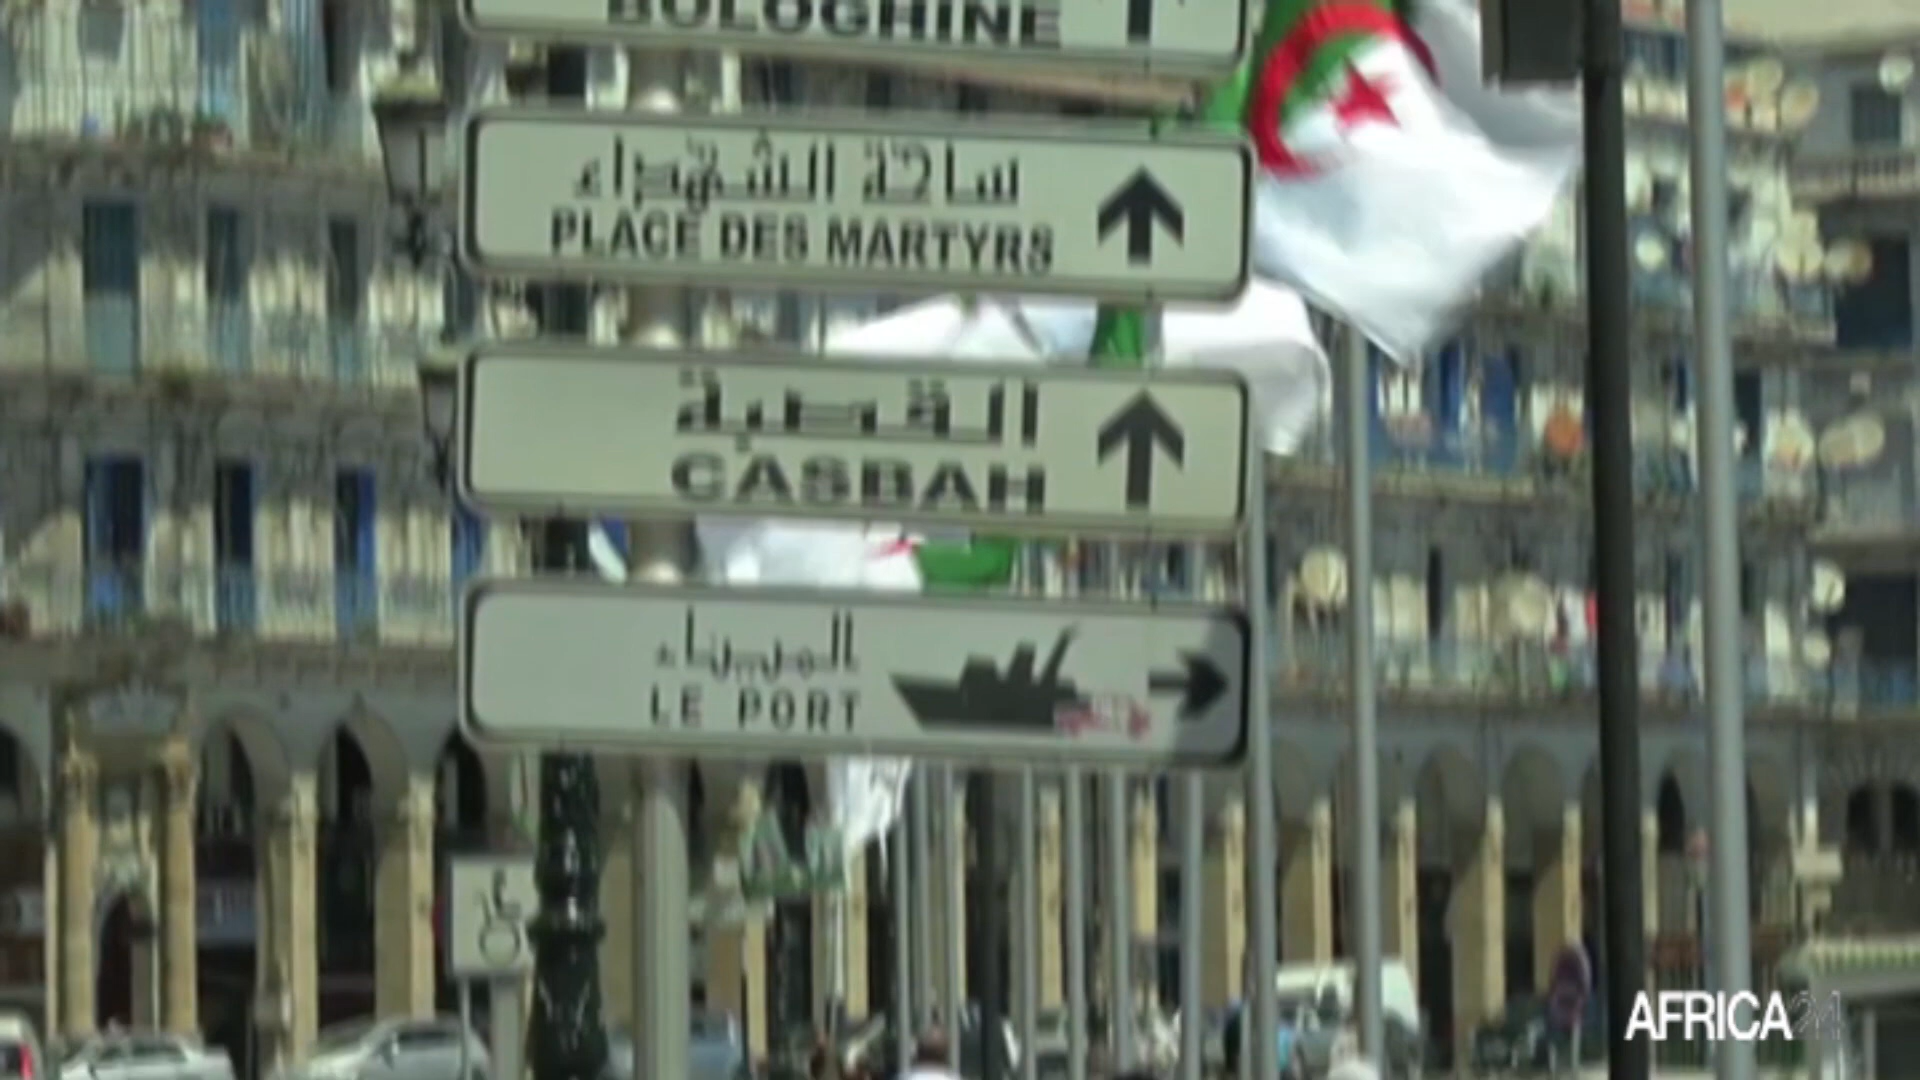 BOLOGHINE
ساحة الشهداء
PLACE DES MARTYRS
القصبة
CASBAH
الميناء
LE PORT
AFRICA24